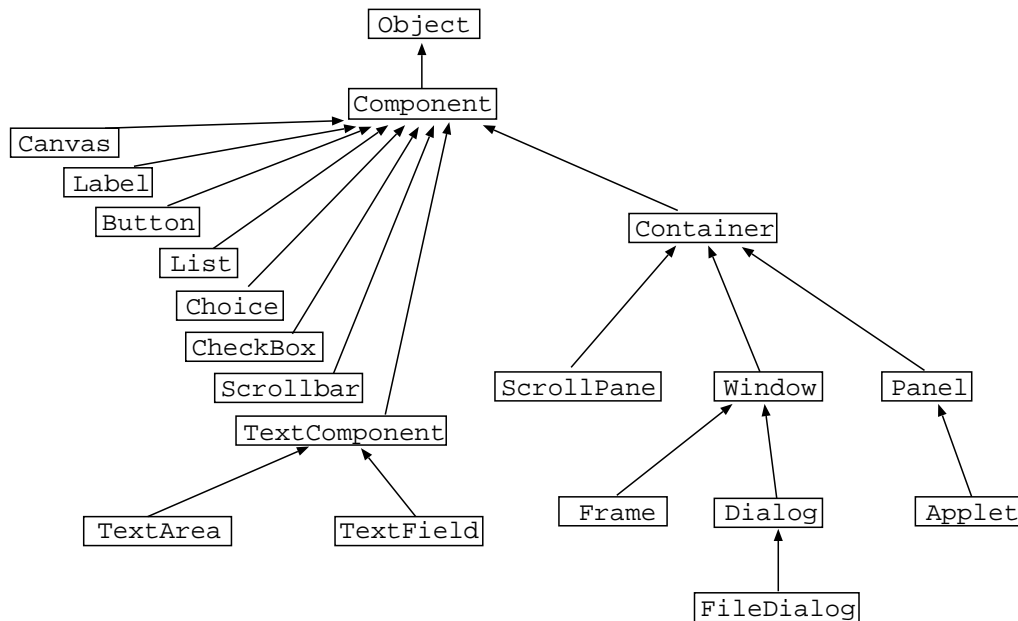 Object
Component
Canvas
Label
Button
Container
List
Choice
CheckBox
Scrollbar
ScrollPane
Window
Panel
TextComponent
Frame
Dialog
Applet
TextArea
TextField
FileDialog